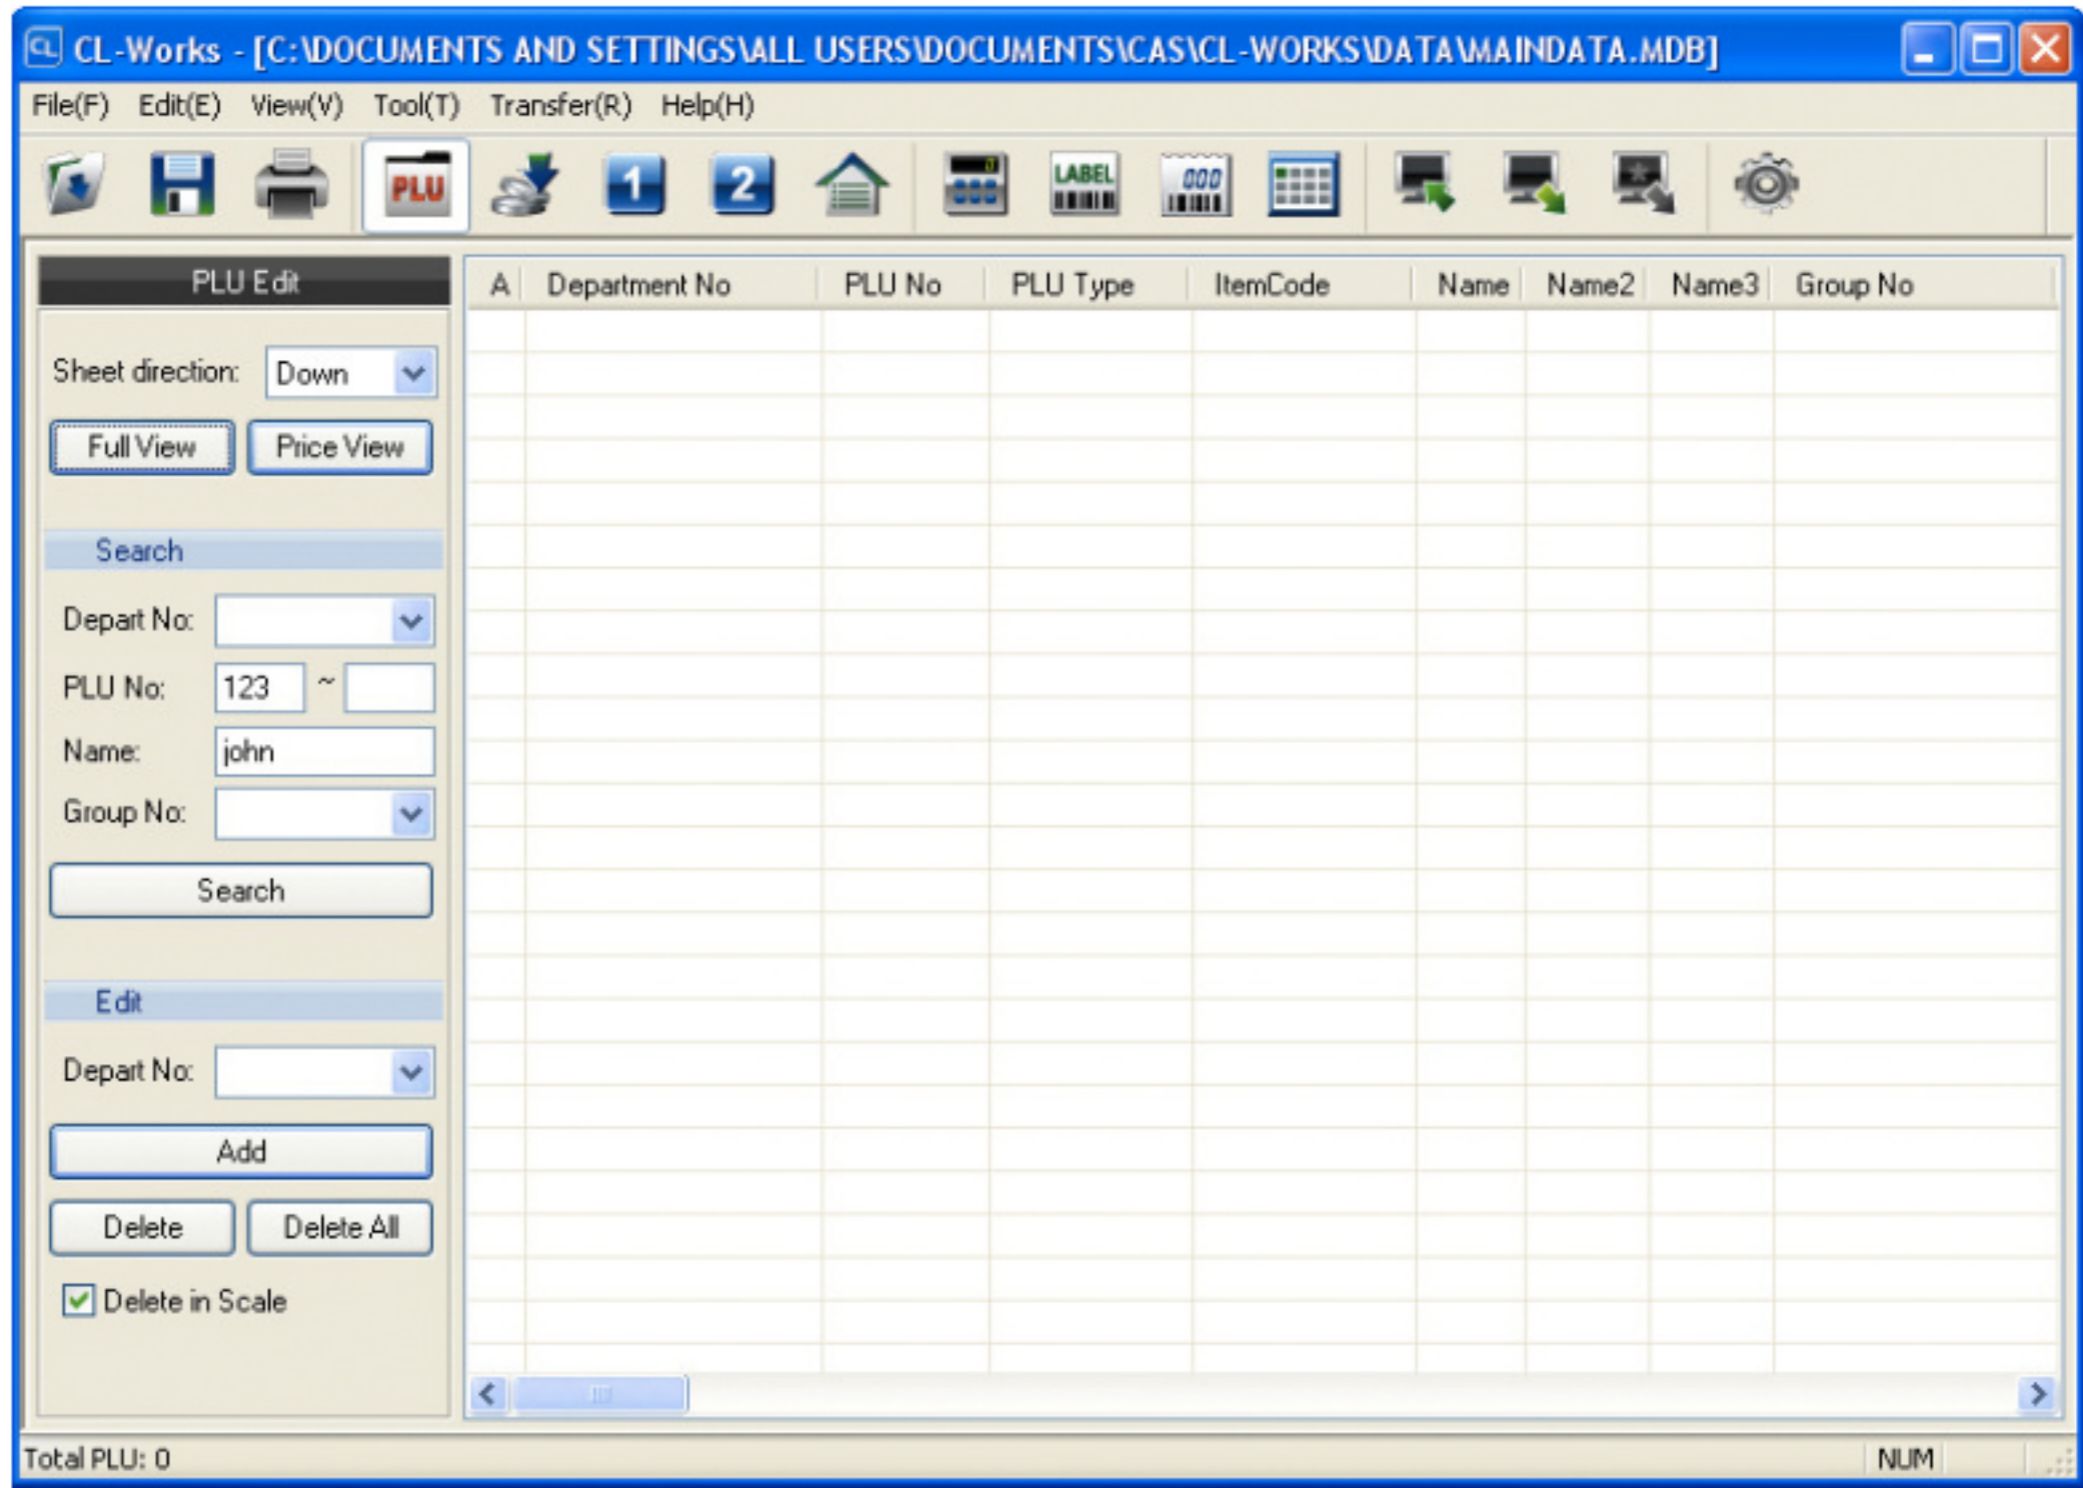 CL CL-Works - [C:\DOCUMENTS AND SETTINGS\ALL USERS\DOCUMENTS\CAS\CL-WORKS\DATA\MAINDATA.MDB]
File(F) Edit(E) View(V) Tool(T) Transfer(R) Help(H)
PLU 1 2 0 LABEL 000
PLU Edit
A Department No PLU No PLU Type ItemCode Name Name2 Name3 Group No
Sheet direction: Down
Full View Price View
Search
Depart No:
PLU No: 123 ~
Name: john
Group No:
Search
Edit
Depart No:
Add
Delete Delete All
Delete in Scale
Total PLU: 0 NUM